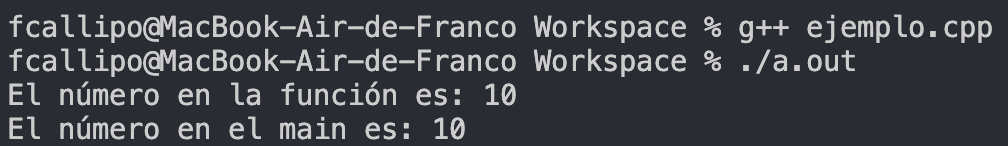 fcallipo@MacBook-Air-de-Franco Workspace % g++ ejemplo.cpp
fcallipo@MacBook-Air-de-Franco Workspace % ./a.out
El número en la función es: 10
El número en el main es: 10